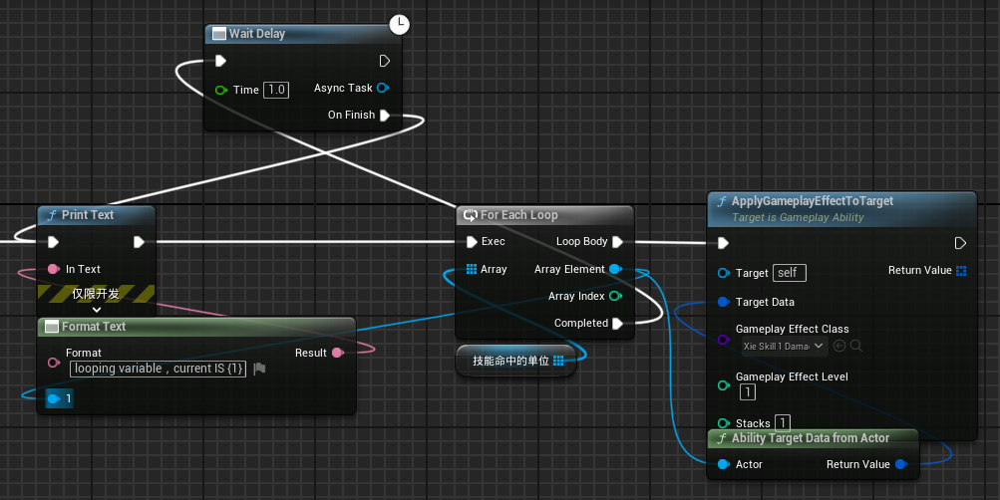 Wait Delay
Time 1.0
Async Task
On Finish
Print Text
In Text
仅限开发
Format Text
Format
looping variable , current IS {1}
Result
1
For Each Loop
Exec
Loop Body
Array
Array Element
Array Index
Completed
技能命中的单位
ApplyGameplayEffectToTarget
Target is Gameplay Ability
Target self
Return Value
Target Data
Gameplay Effect Class
Xie Skill 1 Dama
Gameplay Effect Level
1
Stacks 1
Ability Target Data from Actor
Actor
Return Value